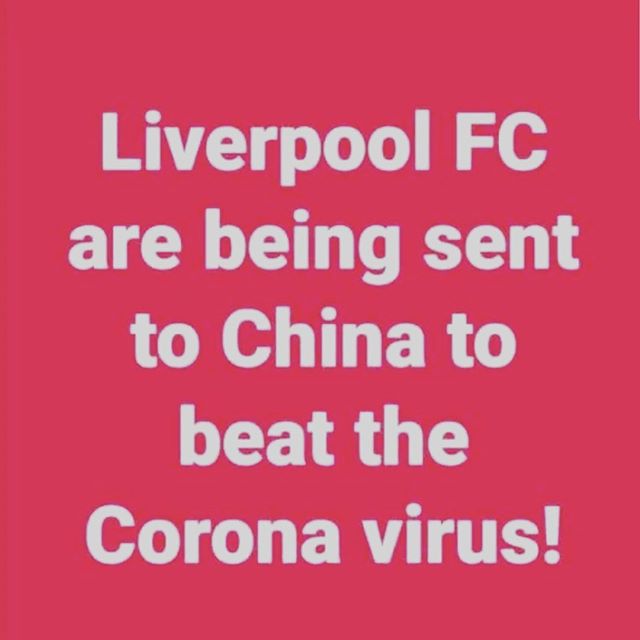 Liverpool FC
are being sent
to China to
beat the
Corona virus!